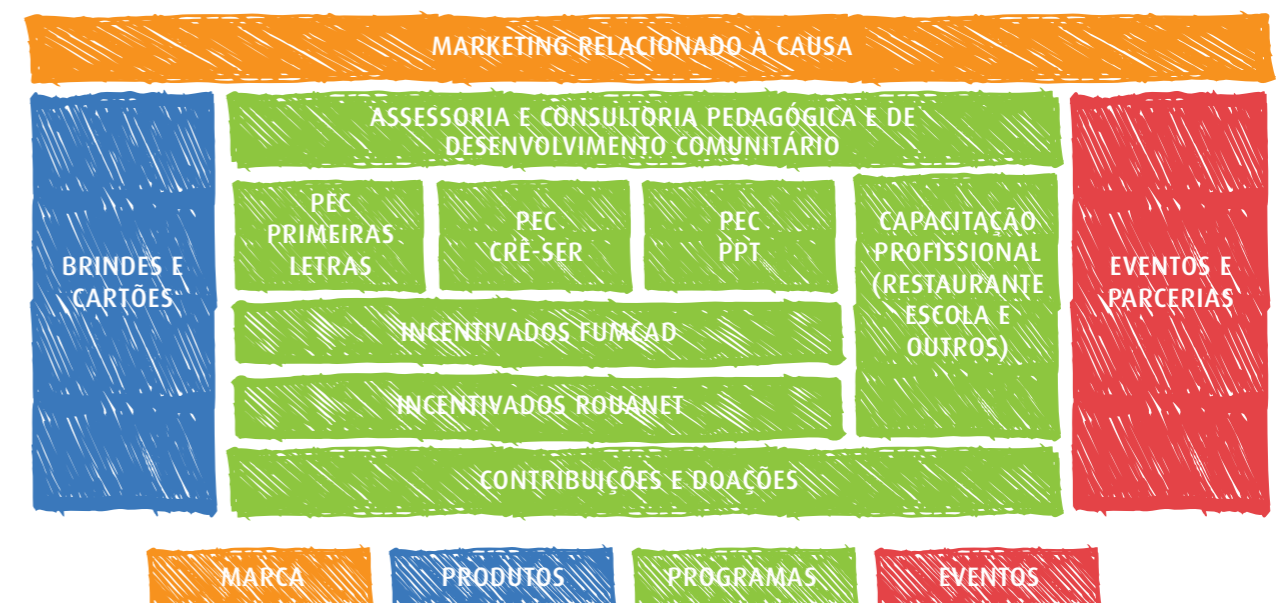 MARKETING RELACIONADO À CAUSA
ASSESSORIA E CONSULTORIA PEDAGÓGICA E DE
DESENVOLVIMENTO COMUNITÁRIO
BRINDES E
CARTÕES
PEC
PRIMEIRAS
LETRAS
PEC
CRÊ-SER
PEC
PPT
CAPACITAÇÃO
PROFISSIONAL
(RESTAURANTE
ESCOLA E
OUTROS)
EVENTOS E
PARCERIAS
INCENTIVADOS FUMCAD
INCENTIVADOS ROUANET
CONTRIBUIÇÕES E DOAÇÕES
MARCA
PRODUTOS
PROGRAMAS
EVENTOS